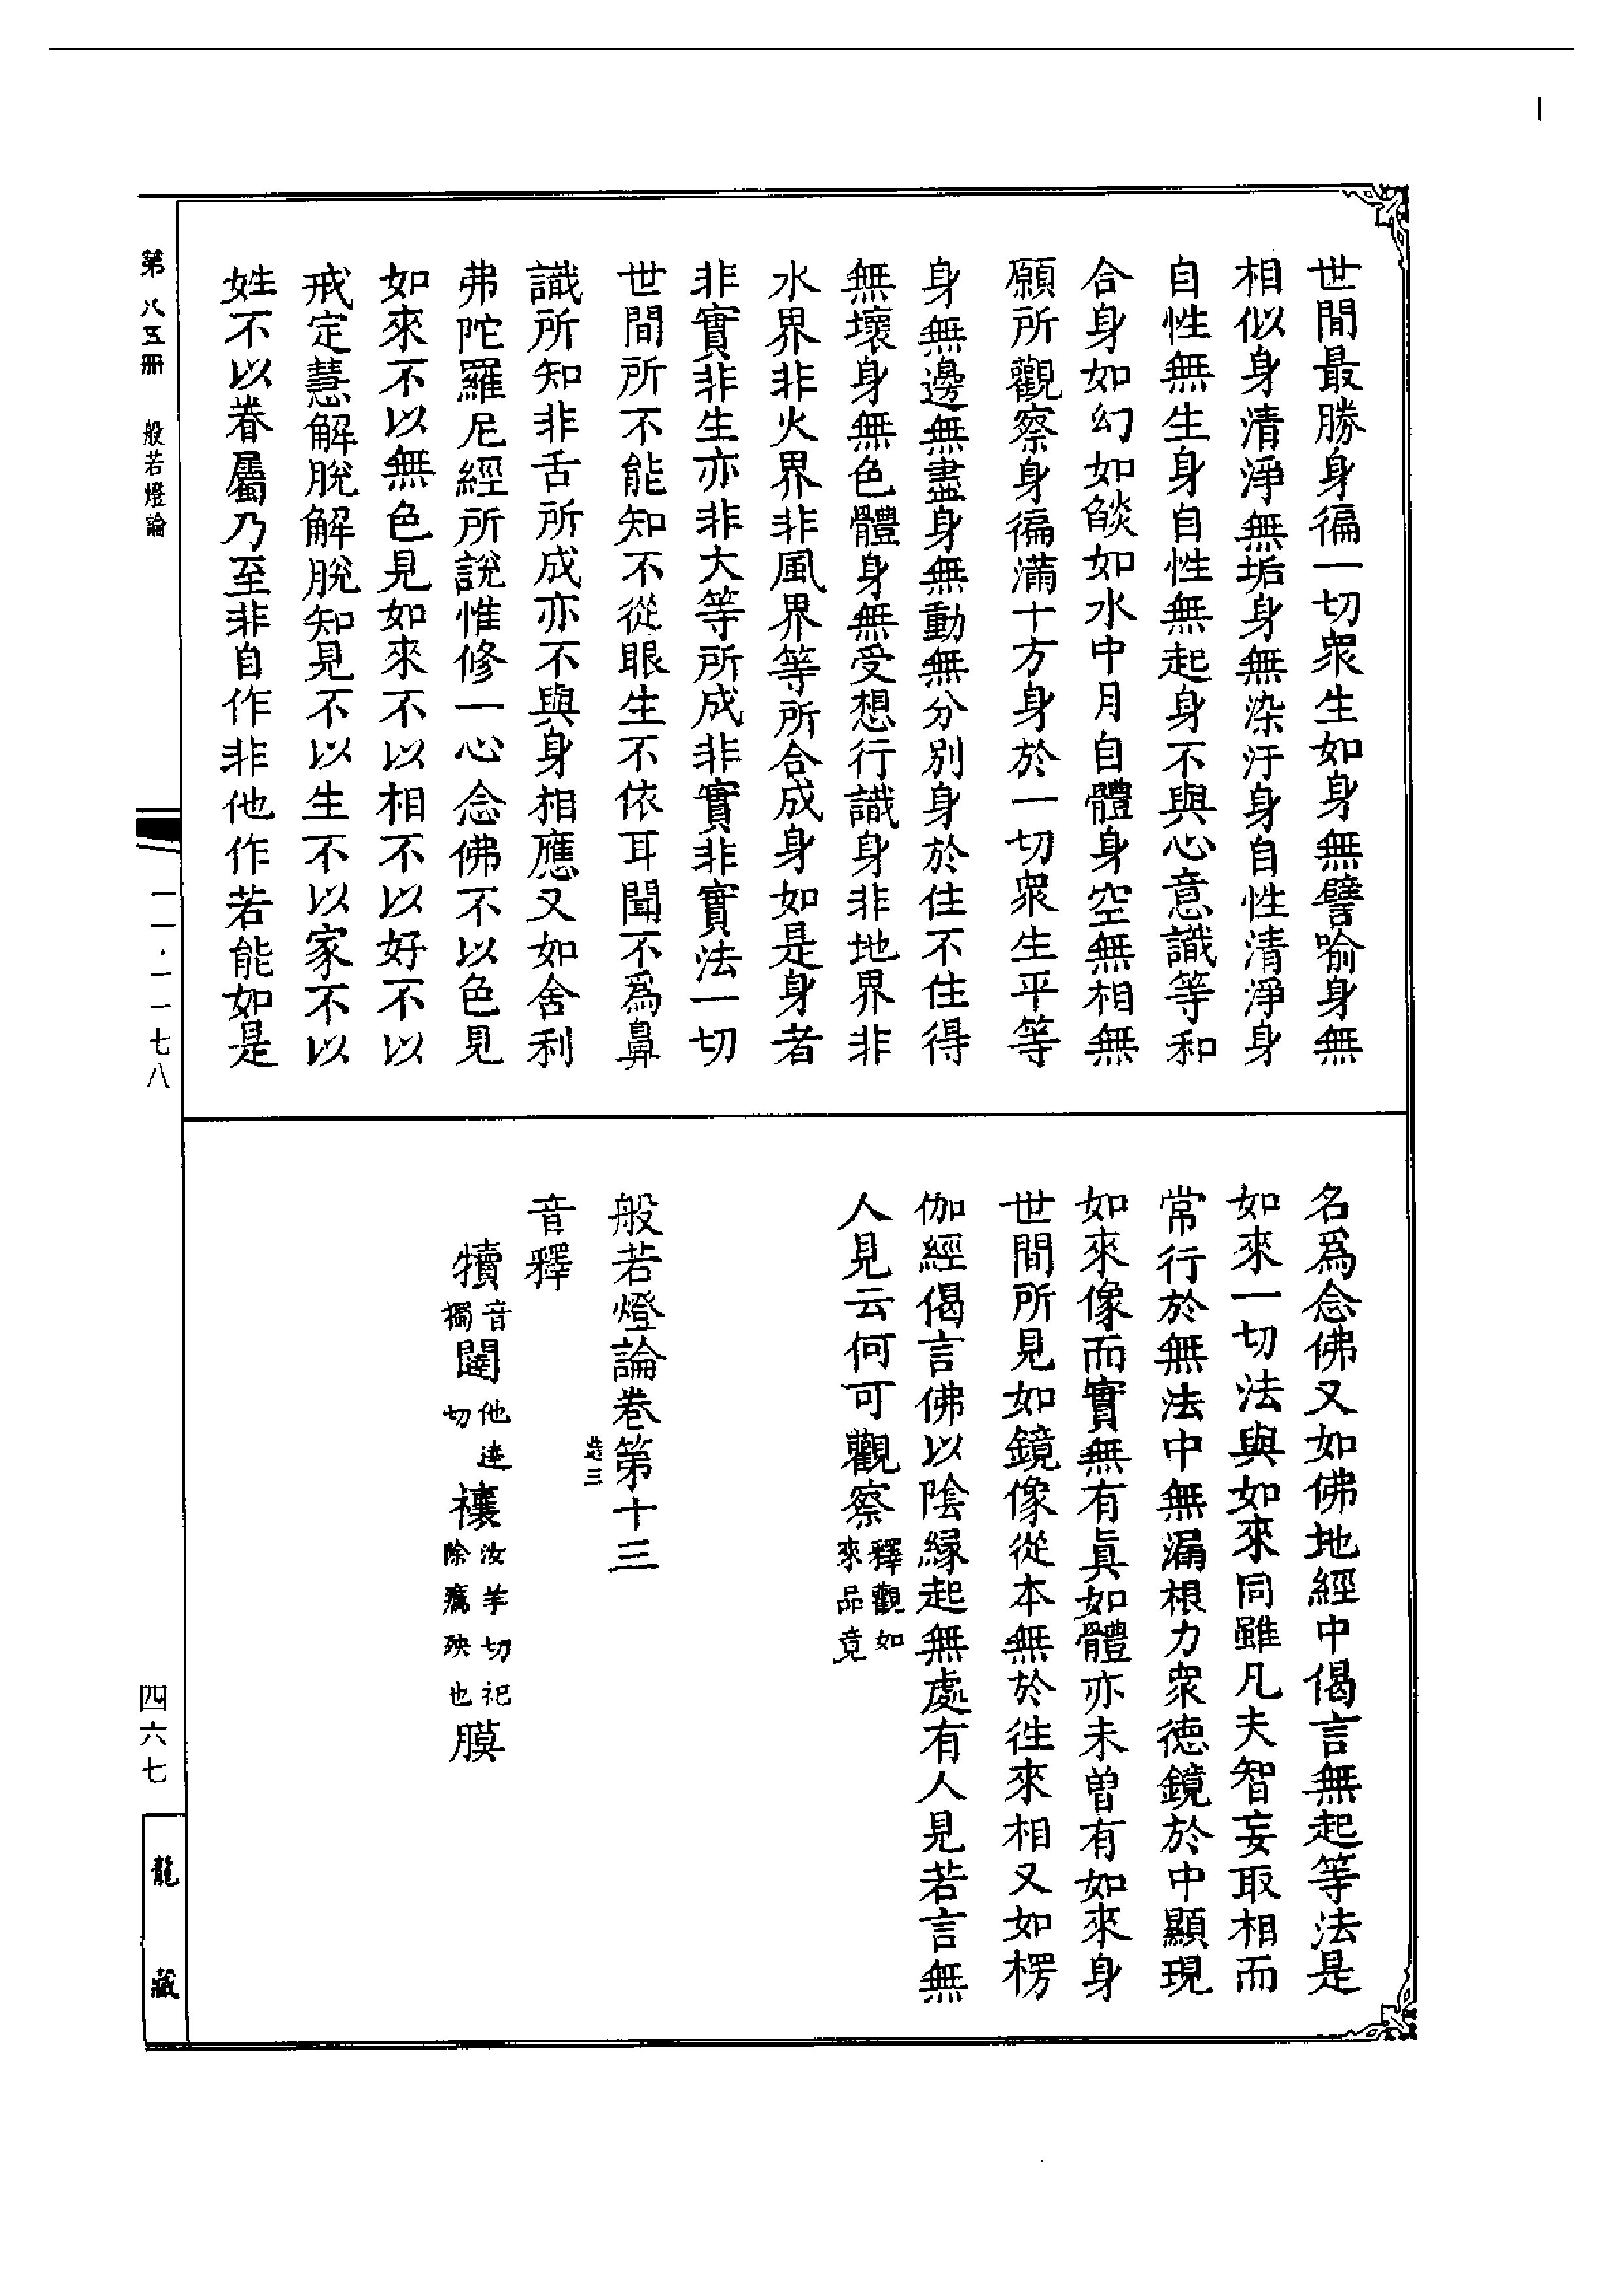 世間最勝身徧一切衆生如身無譬喻身無
相似身清淨無垢身無染汙身自性清淨身
自性無生身自性無起身不與心意識等和
合身如幻如燄如水中月自體身空無相無
願所觀察身徧滿十方身於一切衆生平等
身無邊無盡身無動無分別身於住不住得
無壞身無色體身無受想行識身非地界非
水界非火界非風界等所合成身如是身者
非實非生亦非大等所成非實非實法一切
世間所不能知不從眼生不依耳聞不爲鼻
識所知非舌所成亦不與身相應又如舍利
弗陀羅尼經所說惟修一心念佛不以色見
如來不以無色見如來不以相不以好不以
戒定慧解脫解脫知見不以生不以家不以
姓不以眷屬乃至非自作非他作若能如是
名爲念佛又如佛地經中偈言無起等法是
如來一切法與如來同雖凡夫智妄取相而
常行於無法中無漏根力衆德鏡於中顯現
如來像而實無有眞如體亦未曾有如來身
世間所見如鏡像從本無於徃來相又如楞
伽經偈言佛以陰緣起無處有人見若言無
人見云何可觀察釋觀如來品竟
般若燈論卷第十三
音釋
犢音獨闥他達切禳汝羊切祀除癘殃也膜
第八五冊 般若燈論
一一·一一七八
四六七
龍藏